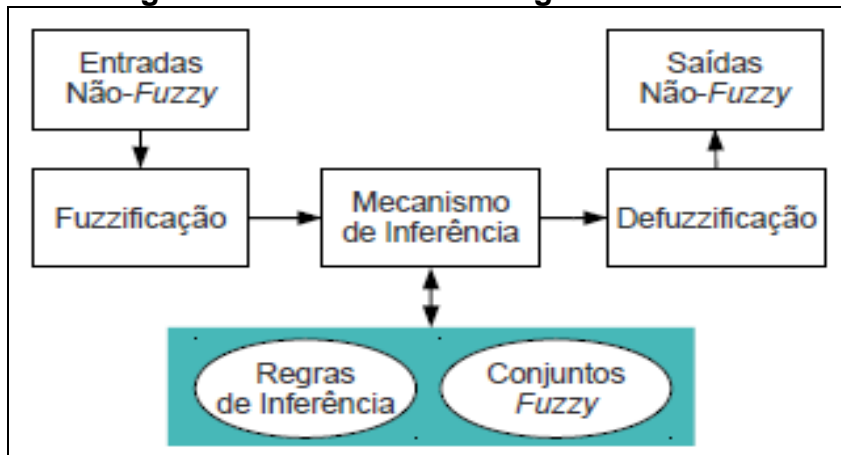 Entradas
Não-Fuzzy
Saídas
Não-Fuzzy
Fuzzificação
Mecanismo
de Inferência
Defuzzificação
Regras
de Inferência
Conjuntos
Fuzzy